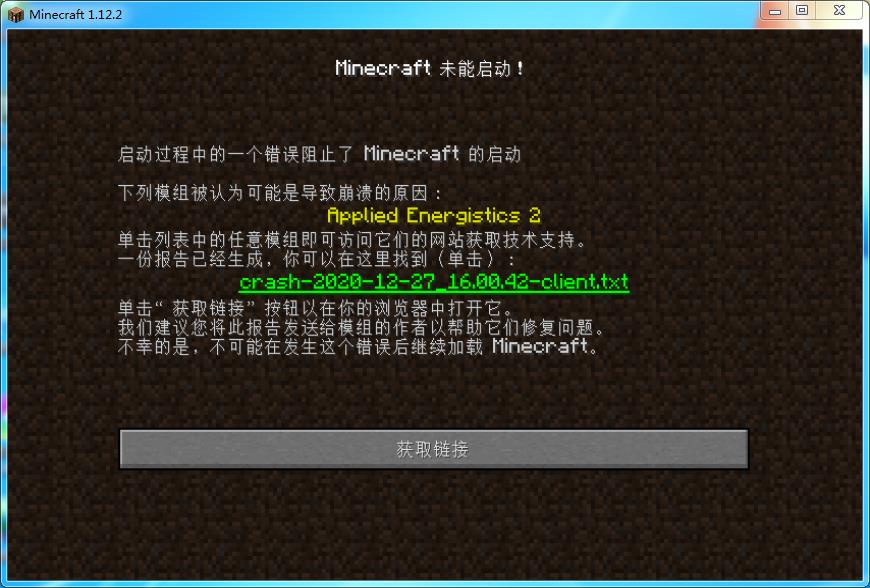 Minecraft 1.12.2
Minecraft 未能启动！
启动过程中的一个错误阻止了 Minecraft 的启动
下列模组被认为可能是导致崩溃的原因：
Applied Energistics 2
单击列表中的任意模组即可访问它们的网站获取技术支持。
一份报告已经生成，你可以在这里找到（单击）：
crash-2020-12-27_16.00.42-client.txt
单击“获取链接”按钮以在你的浏览器中打开它。
我们建议您将此报告发送给模组的作者以帮助它们修复问题。
不幸的是，不可能在发生这个错误后继续加载 Minecraft。
获取链接